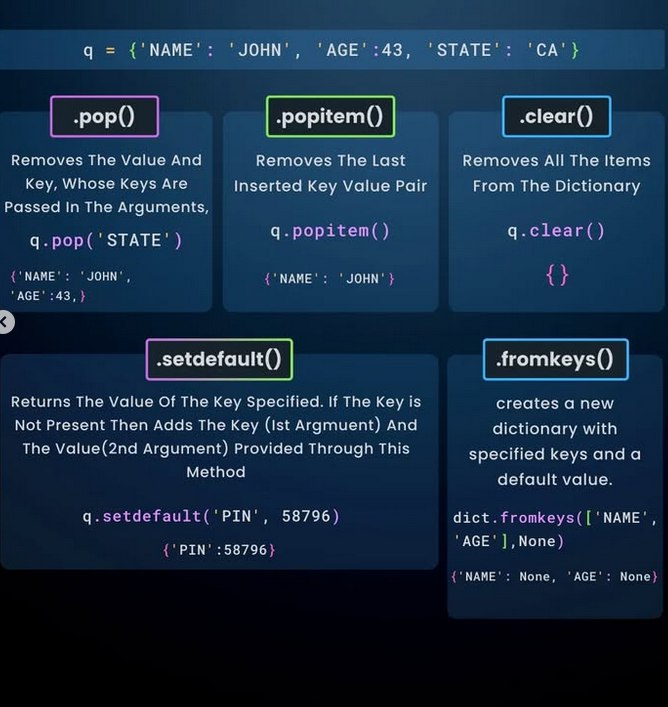 q = {'NAME': 'JOHN', 'AGE':43, 'STATE': 'CA'}
.pop()
Removes The Value And
Key, Whose Keys Are
Passed In The Arguments,
q.pop('STATE')
{'NAME': 'JOHN',
'AGE':43,}
.popitem()
Removes The Last
Inserted Key Value Pair
q.popitem()
{'NAME': 'JOHN'}
.clear()
Removes All The Items
From The Dictionary
q.clear()
{}
.setdefault()
Returns The Value Of The Key Specified. If The Key is
Not Present Then Adds The Key (Ist Argmuent) And
The Value(2nd Argument) Provided Through This
Method
q.setdefault('PIN', 58796)
{'PIN':58796}
.fromkeys()
creates a new
dictionary with
specified keys and a
default value.
dict.fromkeys(['NAME',
'AGE'],None)
{'NAME': None, 'AGE': None}